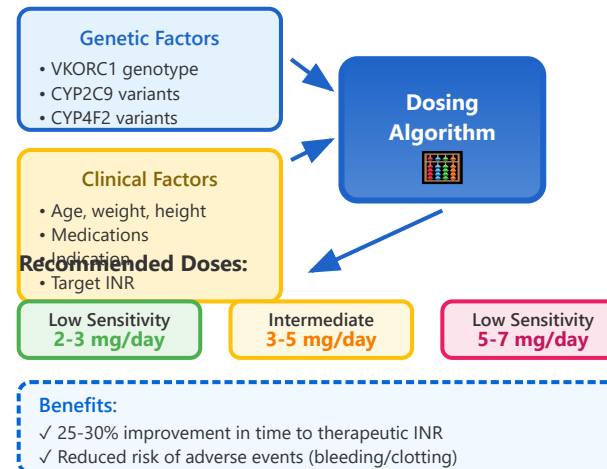 Genetic Factors
• VKORC1 genotype
• CYP2C9 variants
• CYP4F2 variants
Dosing
Algorithm
Clinical Factors
• Age, weight, height
• Medications
• Indication
Recommended Doses:
• Target INR
Low Sensitivity
2-3 mg/day
Intermediate
3-5 mg/day
Low Sensitivity
5-7 mg/day
Benefits:
✓ 25-30% improvement in time to therapeutic INR
✓ Reduced risk of adverse events (bleeding/clotting)